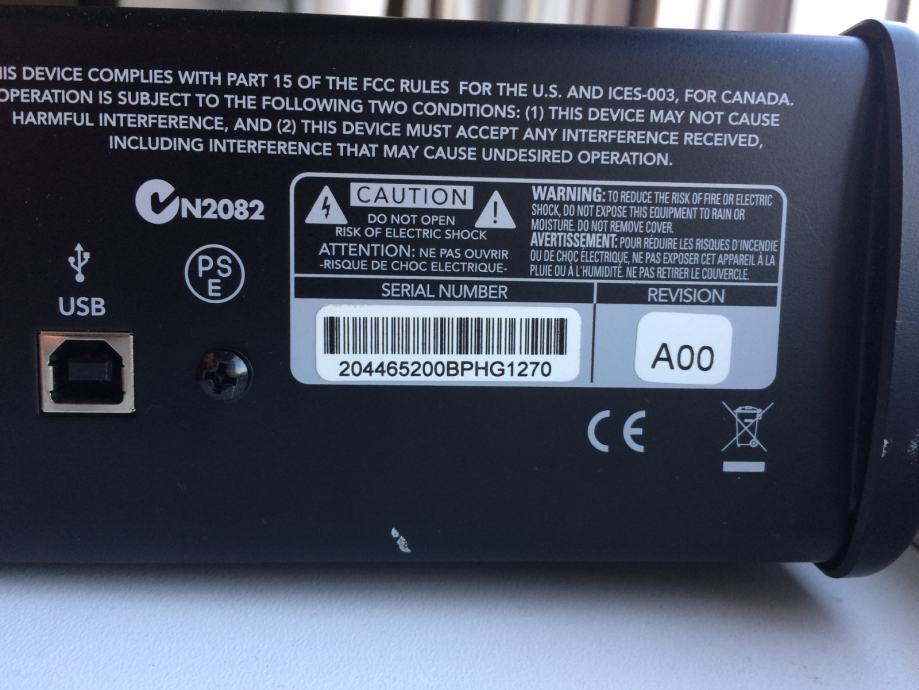 IS DEVICE COMPLIES WITH PART 15 OF THE FCC RULES FOR THE U.S. AND ICES-003, FOR CANADA.
OPERATION IS SUBJECT TO THE FOLLOWING TWO CONDITIONS: (1) THIS DEVICE MAY NOT CAUSE
HARMFUL INTERFERENCE, AND (2) THIS DEVICE MUST ACCEPT ANY INTERFERENCE RECEIVED,
INCLUDING INTERFERENCE THAT MAY CAUSE UNDESIRED OPERATION.
N2082
CAUTION
DO NOT OPEN
RISK OF ELECTRIC SHOCK
ATTENTION: NE PAS OUVRIR
-RISQUE DE CHOC ELECTRIQUE-
WARNING: TO REDUCE THE RISK OF FIRE OR ELECTRIC
SHOCK, DO NOT EXPOSE THIS EQUIPMENT TO RAIN OR
MOISTURE. DO NOT REMOVE COVER.
AVERTISSEMENT: POUR RÉDUIRE LES RISQUES D'INCENDIE
OU DE CHOC ÉLECTRIQUE, NE PAS EXPOSER CET APPAREIL À LA
PLUIE OU À L'HUMIDITÉ. NE PAS RETIRER LE COUVERCLE.
PS
E
USB
SERIAL NUMBER
204465200BPHG1270
REVISION
A00
CE